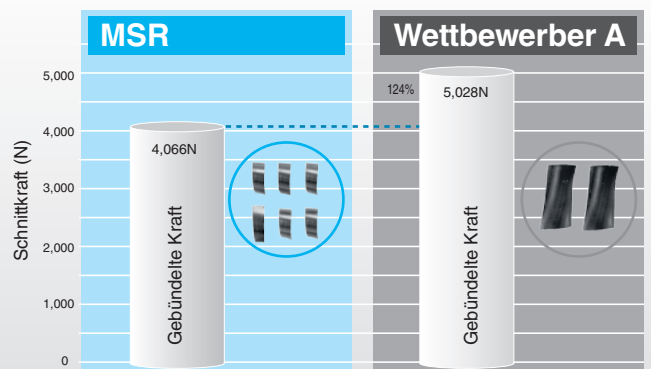 MSR
Wettbewerber A
Schnittkraft (N)
5,000
4,000
3,000
2,000
1,000
0
4,066N
Gebündelte Kraft
124%
5,028N
Gebündelte Kraft